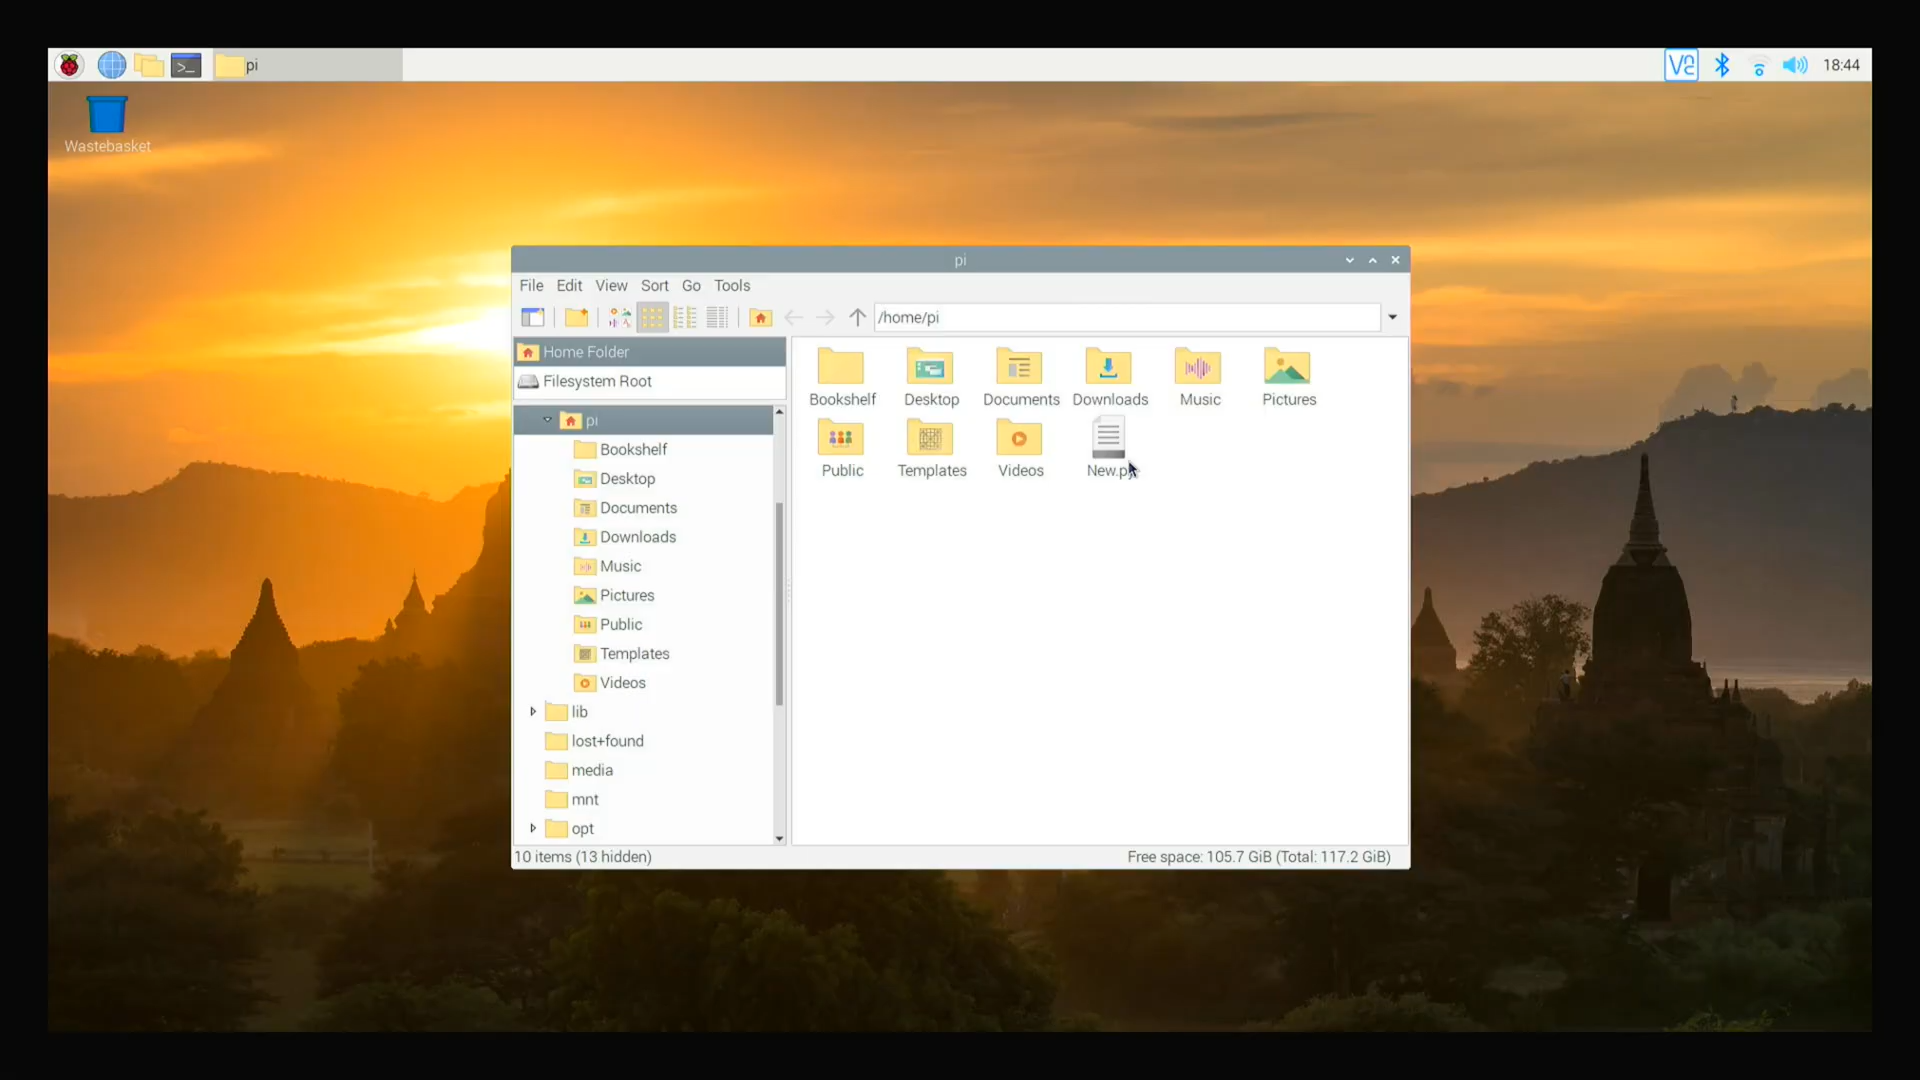 pi
18:44
Wastebasket
pi
File Edit View Sort Go Tools
/home/pi
Home Folder
Filesystem Root
pi
Bookshelf
Desktop
Documents
Downloads
Music
Pictures
Public
Templates
Videos
lib
lost+found
media
mnt
opt
Bookshelf Desktop Documents Downloads Music Pictures
Public Templates Videos New.py
10 items (13 hidden)
Free space: 105.7 GiB (Total: 117.2 GiB)